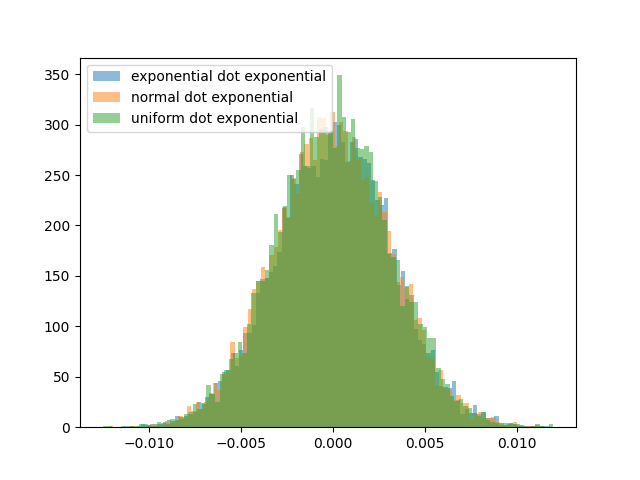 exponential dot exponential
normal dot exponential
uniform dot exponential
350
300
250
200
150
100
50
0
−0.010 −0.005 0.000 0.005 0.010